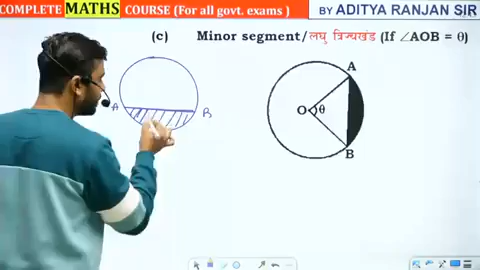 COMPLETE MATHS COURSE (For all govt. exams )
BY ADITYA RANJAN SIR
(c) Minor segment/लघु त्रिज्यखंड (If ∠AOB = θ)
A
B
A
O
θ
B